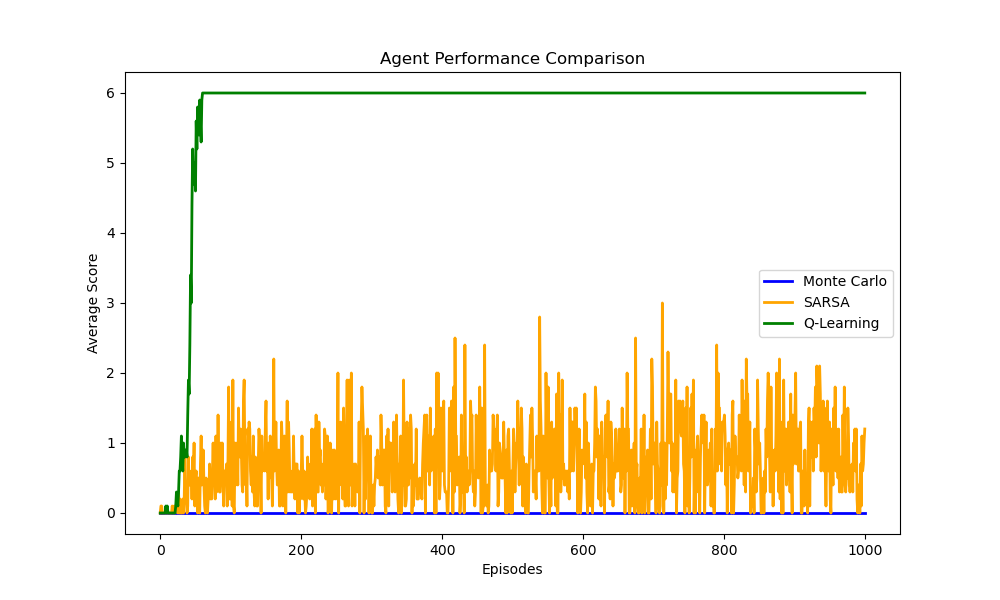 Agent Performance Comparison
6
5
4
3
2
1
0
Average Score
Monte Carlo
SARSA
Q-Learning
0 200 400 600 800 1000
Episodes